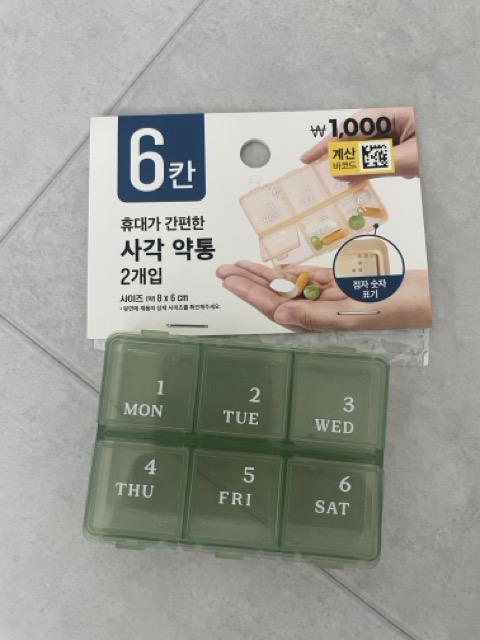 6칸
₩1,000
계산
바코드
휴대가 간편한
사각 약통
2개입
사이즈 (약) 8 x 6 cm
점자 숫자
표기
1
MON
2
TUE
3
WED
4
THU
5
FRI
6
SAT